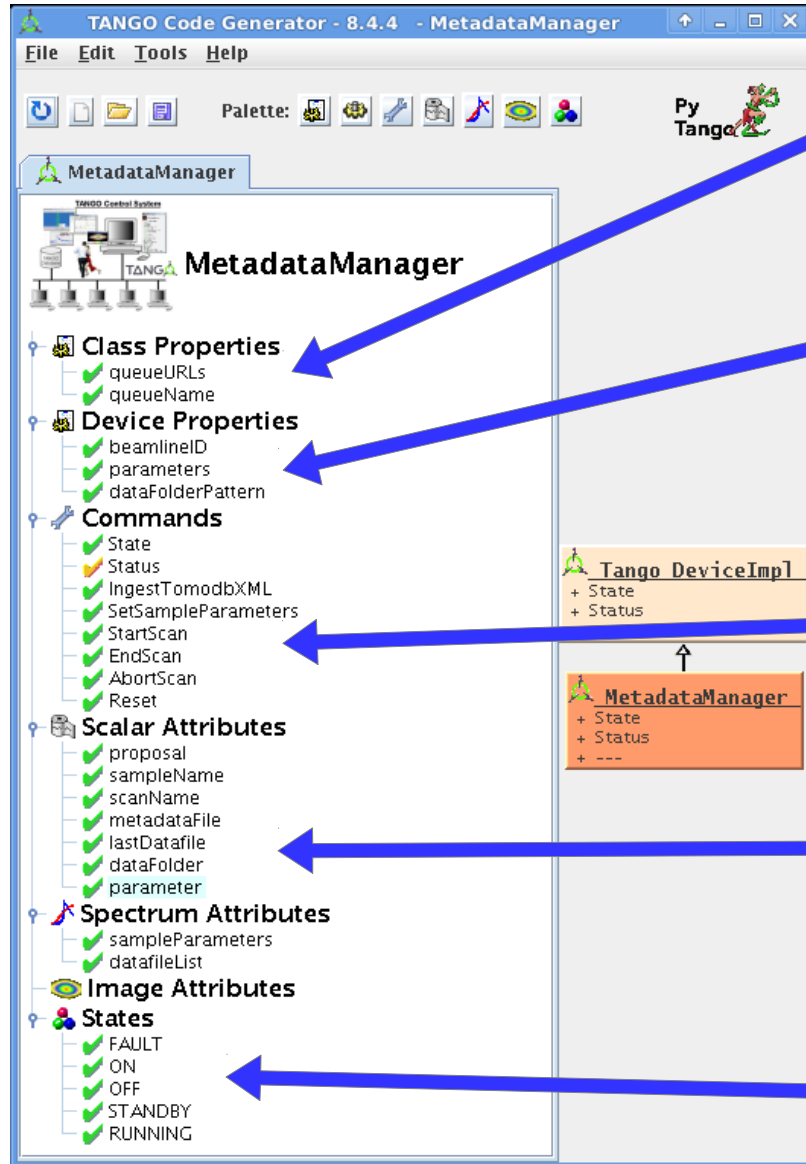 TANGO Code Generator - 8.4.4 - MetadataManager
File Edit Tools Help
Palette:
Py
Tango
MetadataManager
TANGO Control System
TANGO
MetadataManager
Class Properties
queueURLs
queueName
Device Properties
beamlineID
parameters
dataFolderPattern
Commands
State
Status
IngestTomodbXML
SetSampleParameters
StartScan
EndScan
AbortScan
Reset
Scalar Attributes
proposal
sampleName
scanName
metadataFile
lastDatafile
dataFolder
parameter
Spectrum Attributes
sampleParameters
datafileList
Image Attributes
States
FAULT
ON
OFF
STANDBY
RUNNING
Tango DeviceImpl
+ State
+ Status
MetadataManager
+ State
+ Status
+ ---